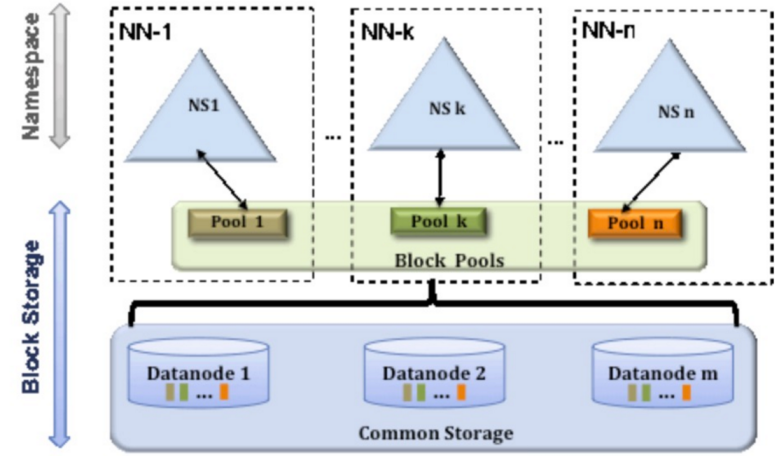 NN-1
NN-k
NN-n
Namespace
NS1
NS k
NS n
...
...
Pool 1
Pool k
Pool n
Block Pools
Block Storage
Datanode 1
Datanode 2
Datanode m
...
...
...
Common Storage